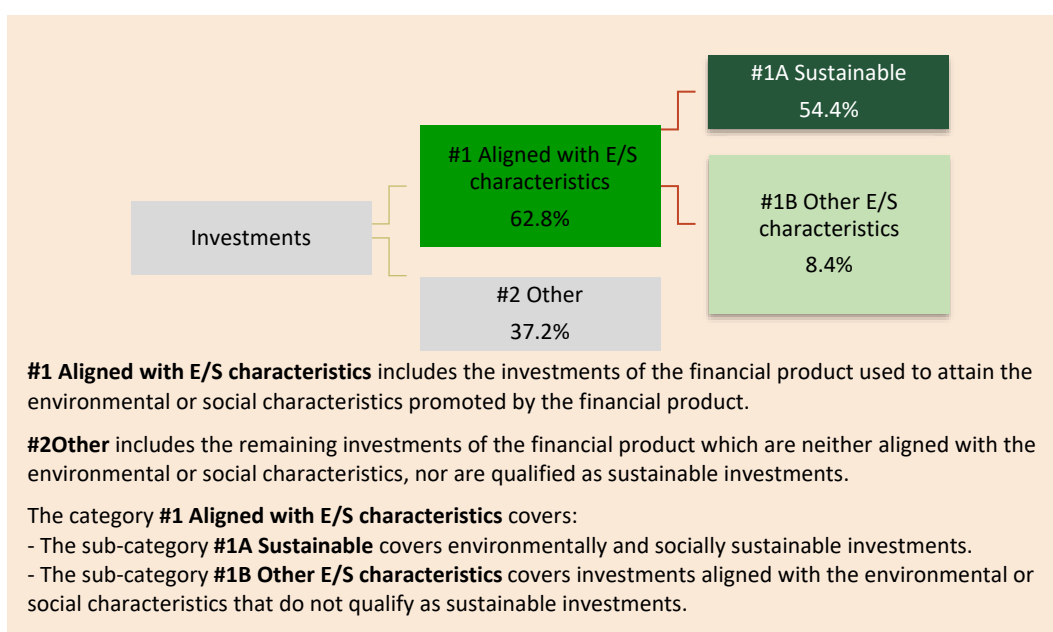 #1A Sustainable
54.4%
#1 Aligned with E/S
characteristics
62.8%
#1B Other E/S
characteristics
8.4%
Investments
#2 Other
37.2%
#1 Aligned with E/S characteristics includes the investments of the financial product used to attain the
environmental or social characteristics promoted by the financial product.
#2Other includes the remaining investments of the financial product which are neither aligned with the
environmental or social characteristics, nor are qualified as sustainable investments.
The category #1 Aligned with E/S characteristics covers:
- The sub-category #1A Sustainable covers environmentally and socially sustainable investments.
- The sub-category #1B Other E/S characteristics covers investments aligned with the environmental or
social characteristics that do not qualify as sustainable investments.